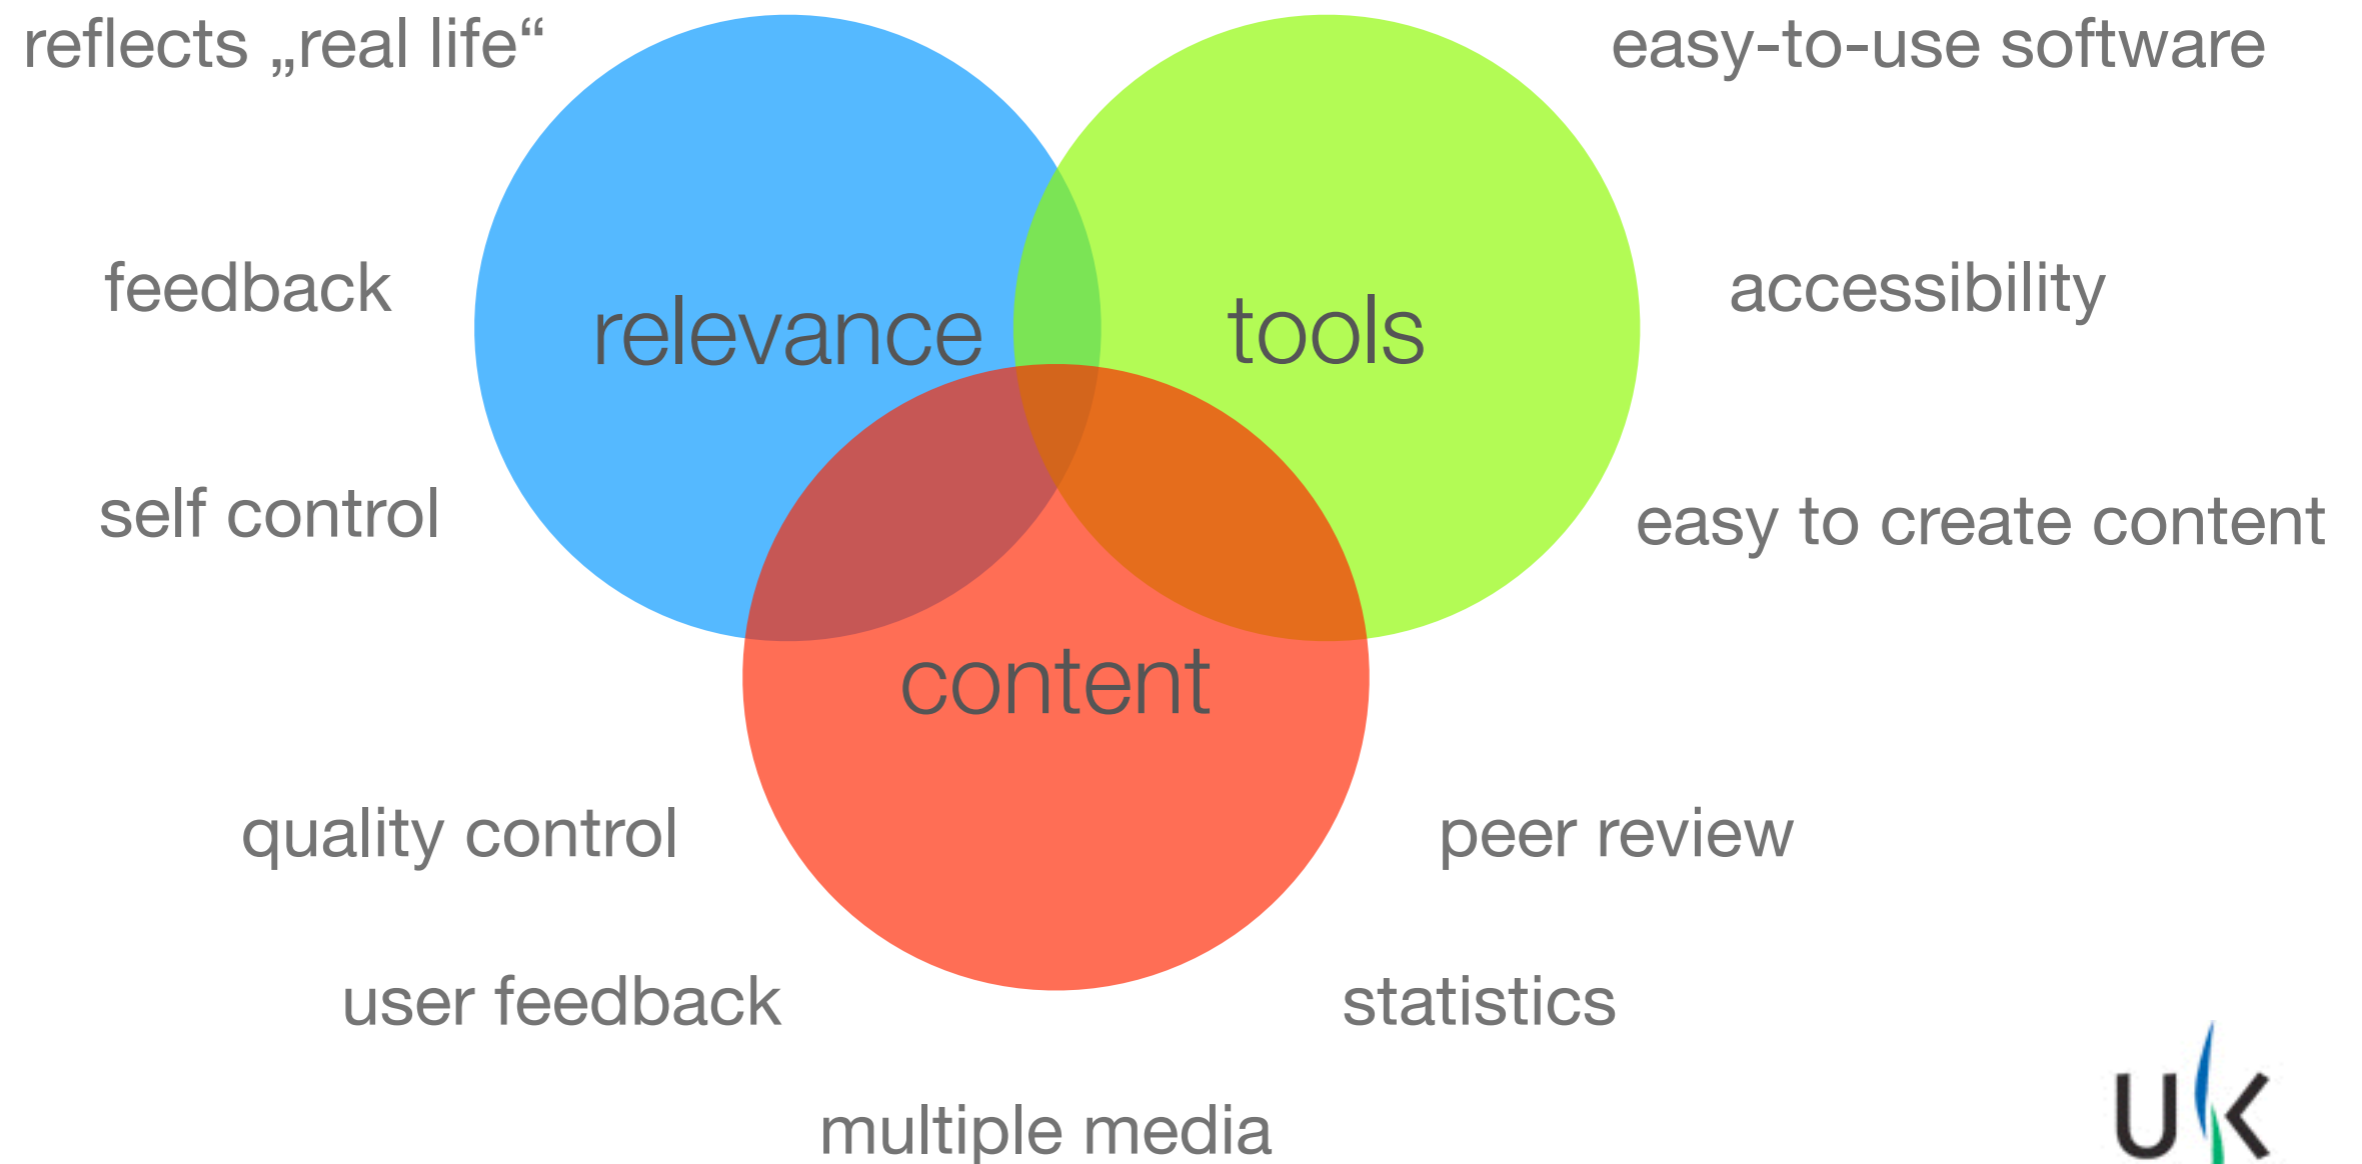 reflects „real life“
easy-to-use software
feedback
accessibility
relevance
tools
self control
easy to create content
content
quality control
peer review
user feedback
statistics
multiple media
UK